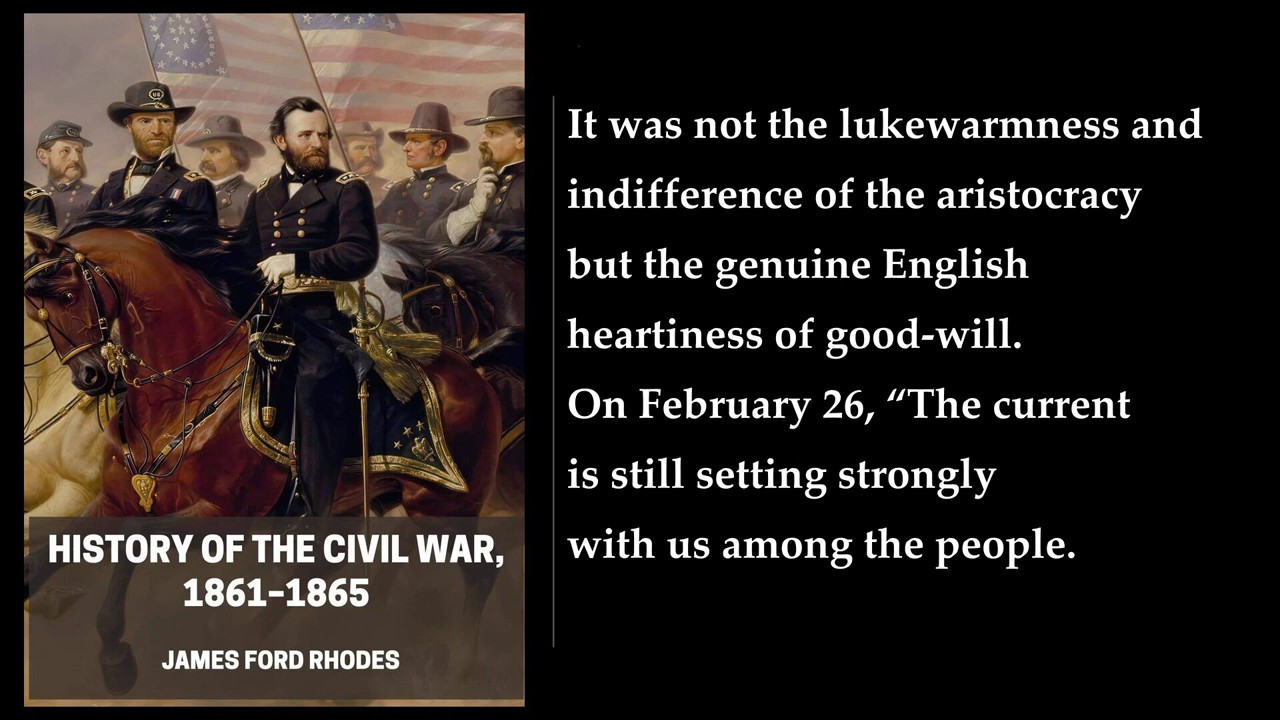 HISTORY OF THE CIVIL WAR,
1861–1865
JAMES FORD RHODES
It was not the lukewarmness and
indifference of the aristocracy
but the genuine English
heartiness of good-will.
On February 26, “The current
is still setting strongly
with us among the people.